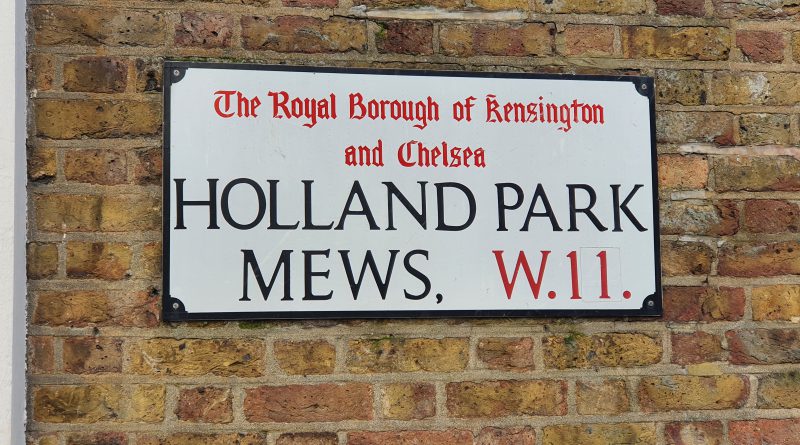 The Royal Borough of Kensington
and Chelsea
HOLLAND PARK
MEWS, W.11.